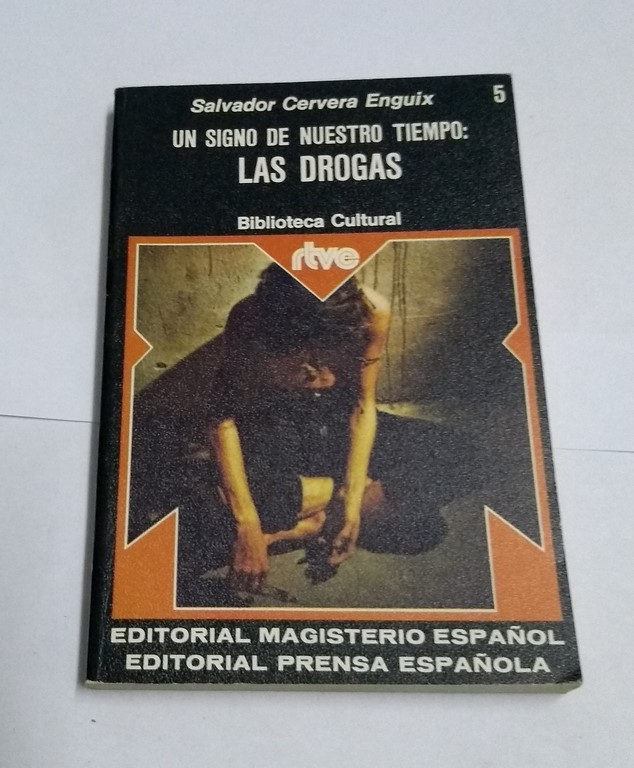 Salvador Cervera Enguix
5
UN SIGNO DE NUESTRO TIEMPO:
LAS DROGAS
Biblioteca Cultural
rtve
EDITORIAL MAGISTERIO ESPAÑOL
EDITORIAL PRENSA ESPAÑOLA